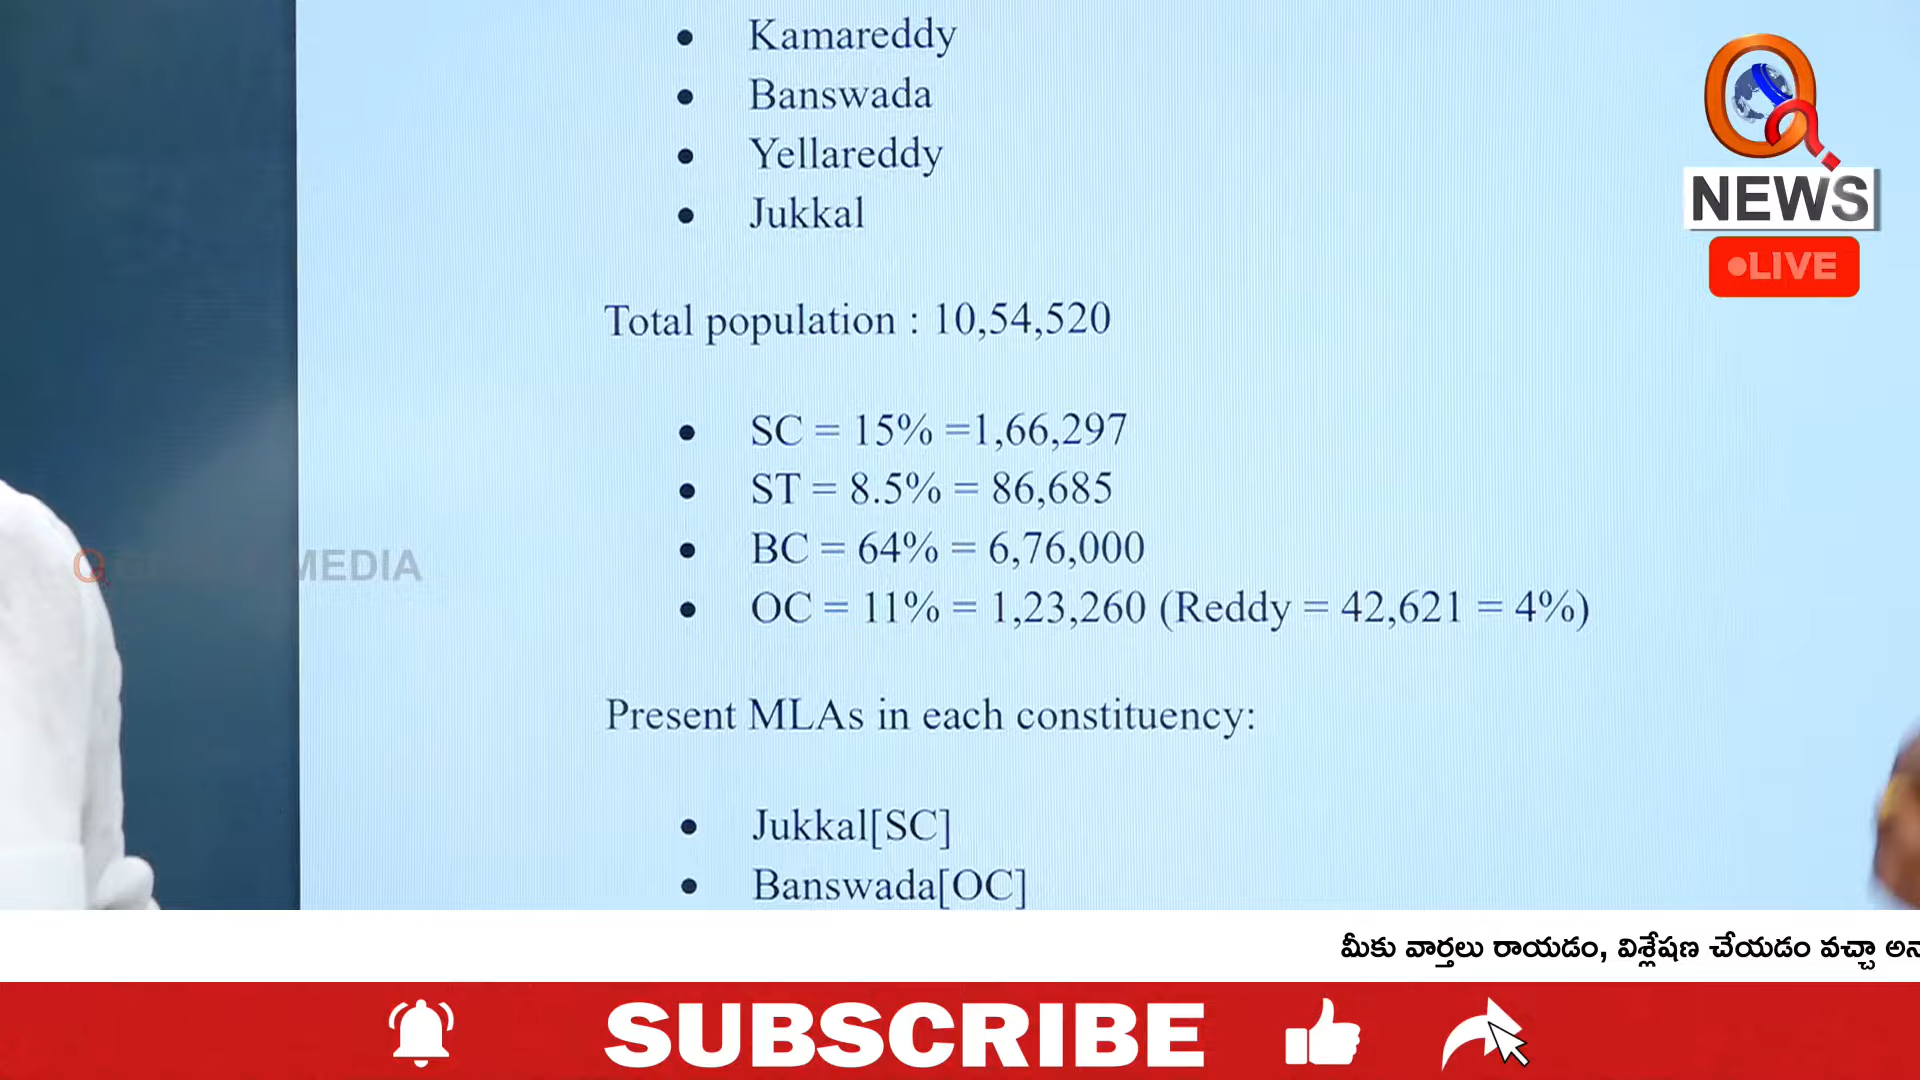 • Kamareddy
• Banswada
• Yellareddy
• Jukkal
Total population : 10,54,520
• SC = 15% =1,66,297
• ST = 8.5% = 86,685
• BC = 64% = 6,76,000
• OC = 11% = 1,23,260 (Reddy = 42,621 = 4%)
Present MLAs in each constituency:
• Jukkal[SC]
• Banswada[OC]
Q
NEWS
LIVE
MEDIA
మీకు వార్తలు రాయడం, విశ్లేషణ చేయడం వచ్చా
SUBSCRIBE